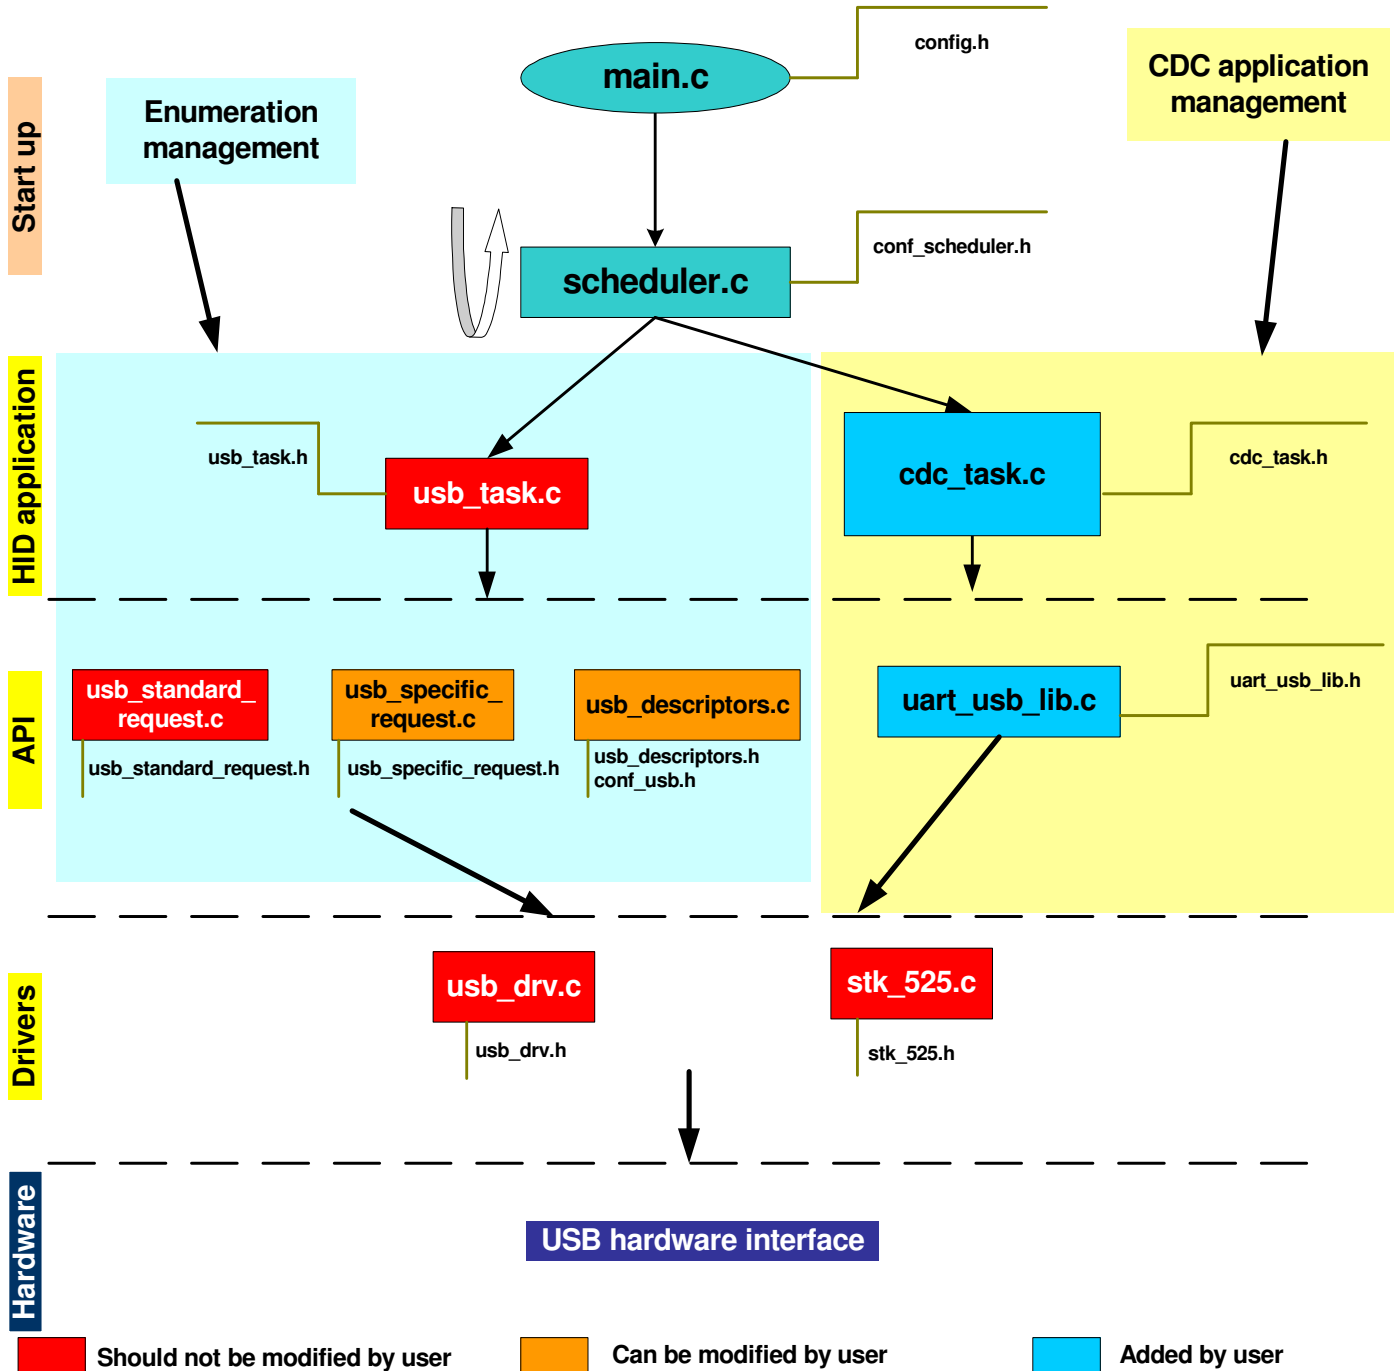 config.h
main.c
CDC application
management
Enumeration
management
Start up
conf_scheduler.h
scheduler.c
HID application
usb_task.h
usb_task.c
cdc_task.c
cdc_task.h
API
usb_standard_
request.c
usb_specific_
request.c
usb_descriptors.c
uart_usb_lib.c
uart_usb_lib.h
usb_standard_request.h
usb_specific_request.h
usb_descriptors.h
conf_usb.h
Drivers
usb_drv.c
stk_525.c
usb_drv.h
stk_525.h
Hardware
USB hardware interface
Should not be modified by user
Can be modified by user
Added by user